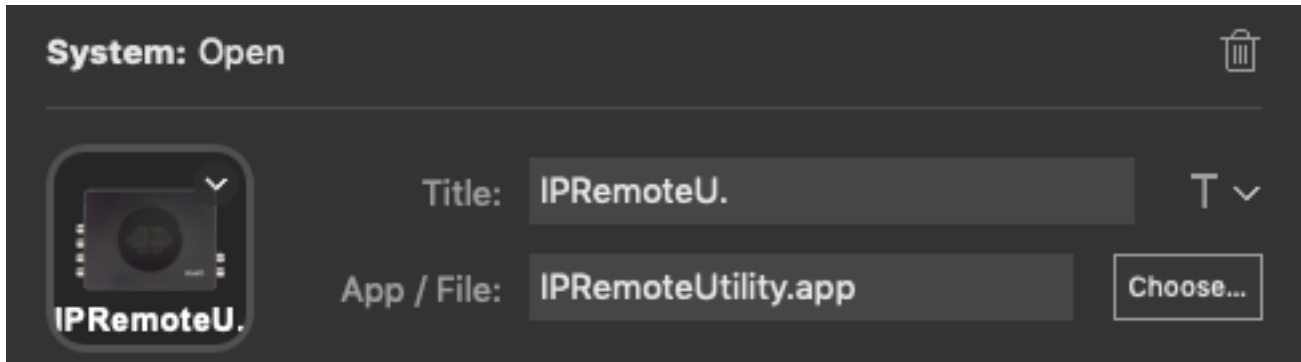 System: Open
Title: IPRemoteU.
App / File: IPRemoteUtility.app Choose...
IPRemoteU.